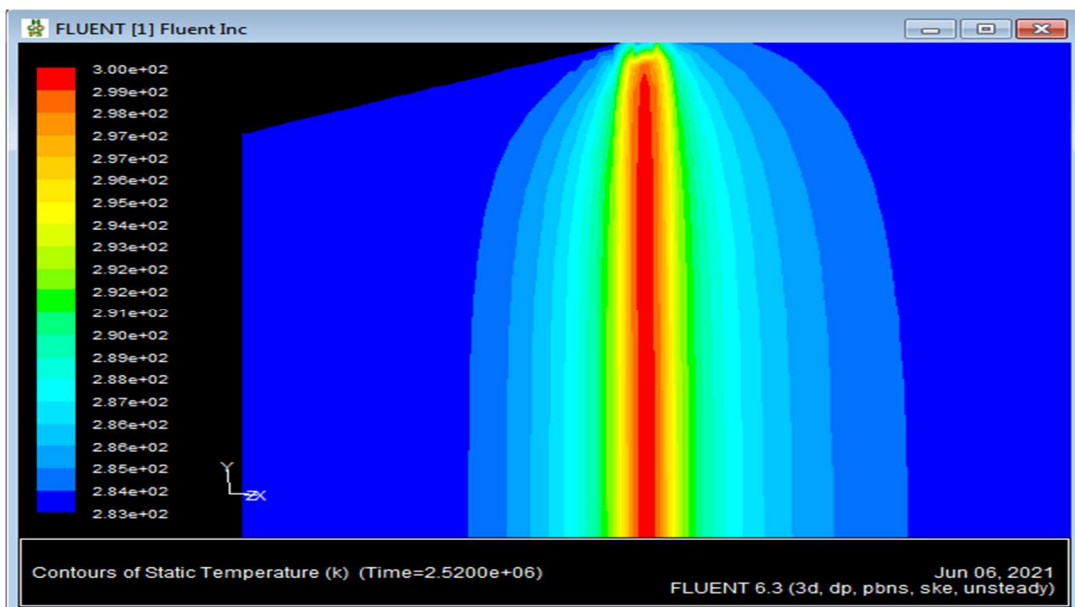 FLUENT [1] Fluent Inc
3.00e+02
2.99e+02
2.98e+02
2.97e+02
2.97e+02
2.96e+02
2.95e+02
2.94e+02
2.93e+02
2.92e+02
2.92e+02
2.91e+02
2.90e+02
2.89e+02
2.88e+02
2.87e+02
2.86e+02
2.86e+02
2.85e+02
2.84e+02
2.83e+02
Y
ZX
Contours of Static Temperature (k) (Time=2.5200e+06)
Jun 06, 2021
FLUENT 6.3 (3d, dp, pbns, ske, unsteady)